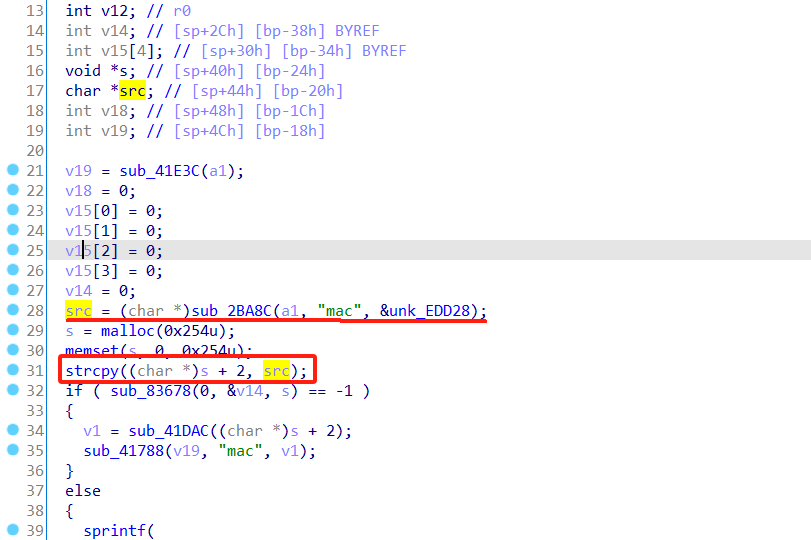 13 int v12; // r0
14 int v14; // [sp+2Ch] [bp-38h] BYREF
15 int v15[4]; // [sp+30h] [bp-34h] BYREF
16 void *s; // [sp+40h] [bp-24h]
17 char *src; // [sp+44h] [bp-20h]
18 int v18; // [sp+48h] [bp-1Ch]
19 int v19; // [sp+4Ch] [bp-18h]
20
21 v19 = sub_41E3C(a1);
22 v18 = 0;
23 v15[0] = 0;
24 v15[1] = 0;
25 v15[2] = 0;
26 v15[3] = 0;
27 v14 = 0;
28 src = (char *)sub_2BA8C(a1, "mac", &unk_EDD28);
29 s = malloc(0x254u);
30 memset(s, 0, 0x254u);
31 strcpy((char *)s + 2, src);
32 if ( sub_83678(0, &v14, s) == -1 )
33 {
34 v1 = sub_41DAC((char *)s + 2);
35 sub_41788(v19, "mac", v1);
36 }
37 else
38 {
39 sprintf(